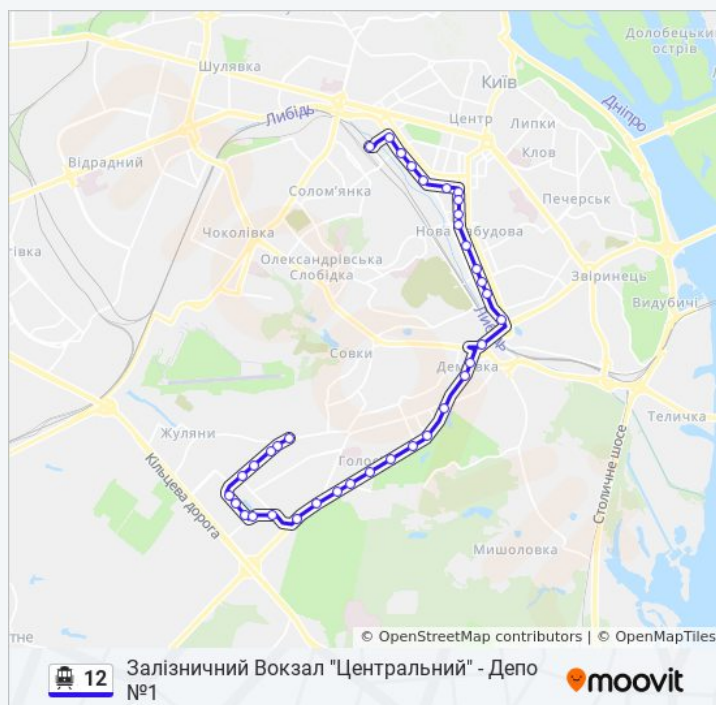 Долобецький
острів
Шулявка
Київ
Либідь
Дніпро
Центр
Липки
Клов
Відрадний
Солом'янка
Печерськ
Чоколівка
Нова Забудова
Олександрівська
Слобідка
Звіринець
Видубичі
Либідь
Совки
Деміївка
Теличка
Жуляни
Кільцева дорога
Столичне шосе
Мишоловка
© OpenStreetMap contributors | © OpenMapTiles
12
Залізничний Вокзал "Центральний" - Депо
№1
moovit